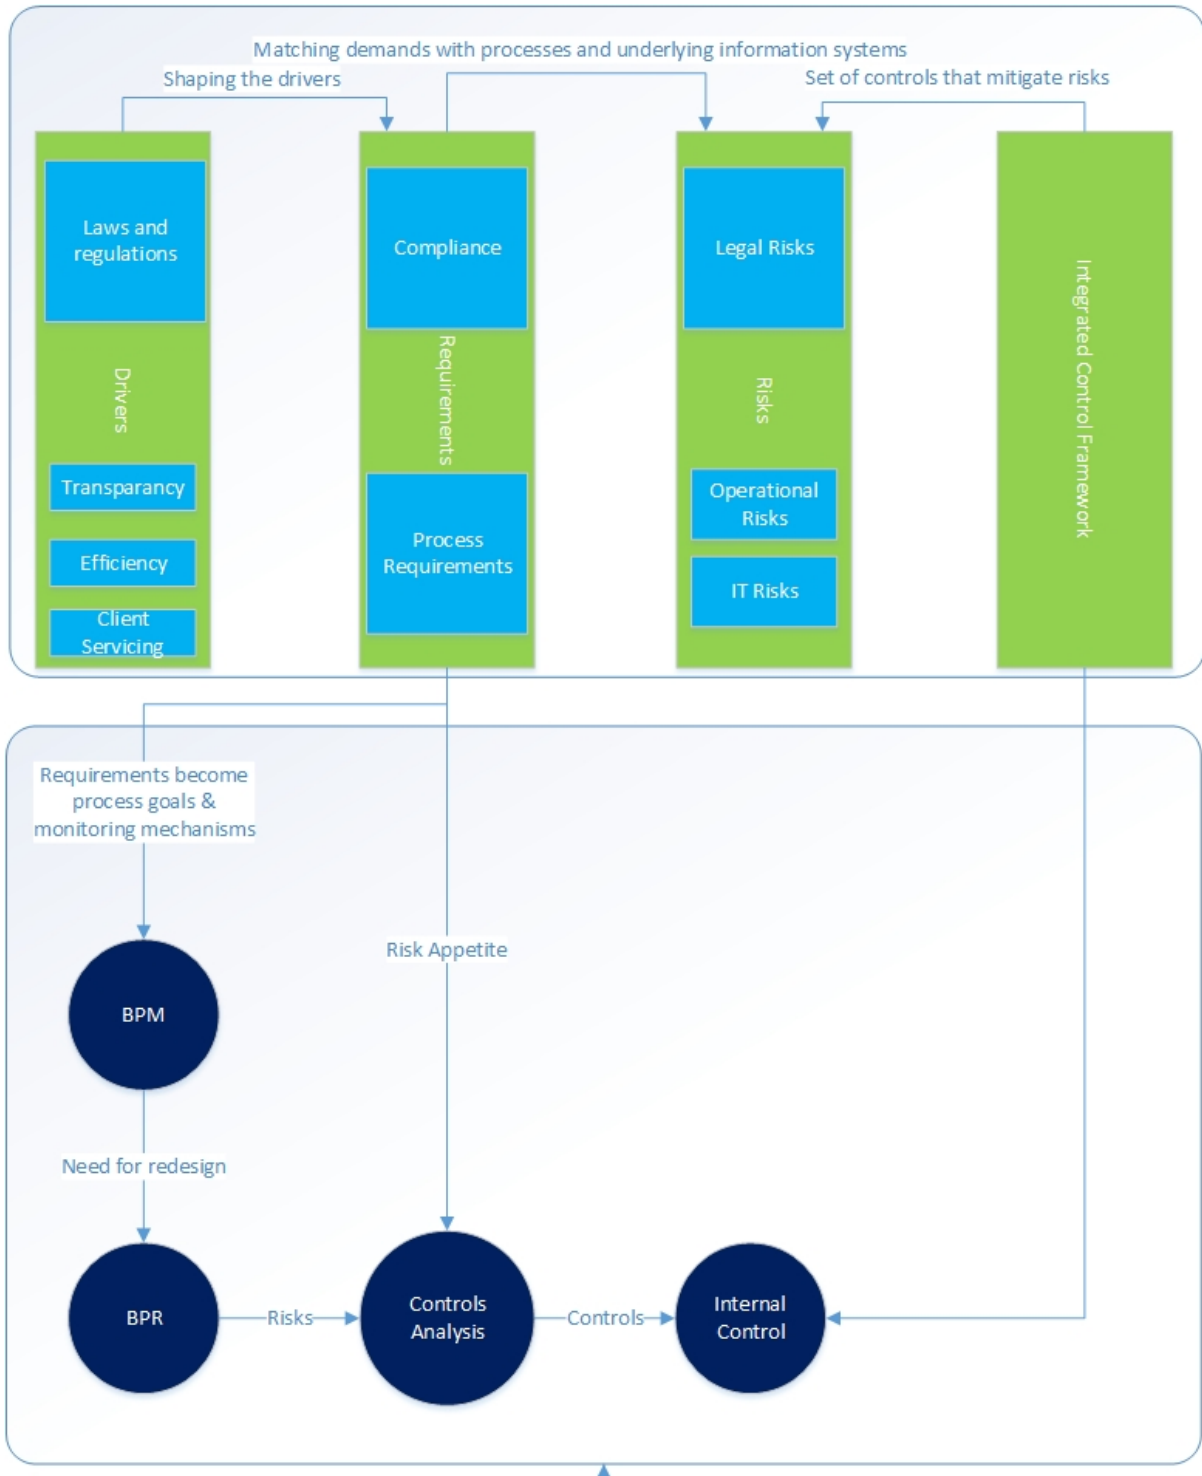 Matching demands with processes and underlying information systems
Shaping the drivers
Set of controls that mitigate risks
Laws and
regulations
Drivers
Transparancy
Efficiency
Client
Servicing
Compliance
Requirements
Process
Requirements
Legal Risks
Risks
Operational
Risks
IT Risks
Integrated Control Framework
Requirements become
process goals &
monitoring mechanisms
Risk Appetite
BPM
Need for redesign
BPR
Risks
Controls
Analysis
Controls
Internal
Control